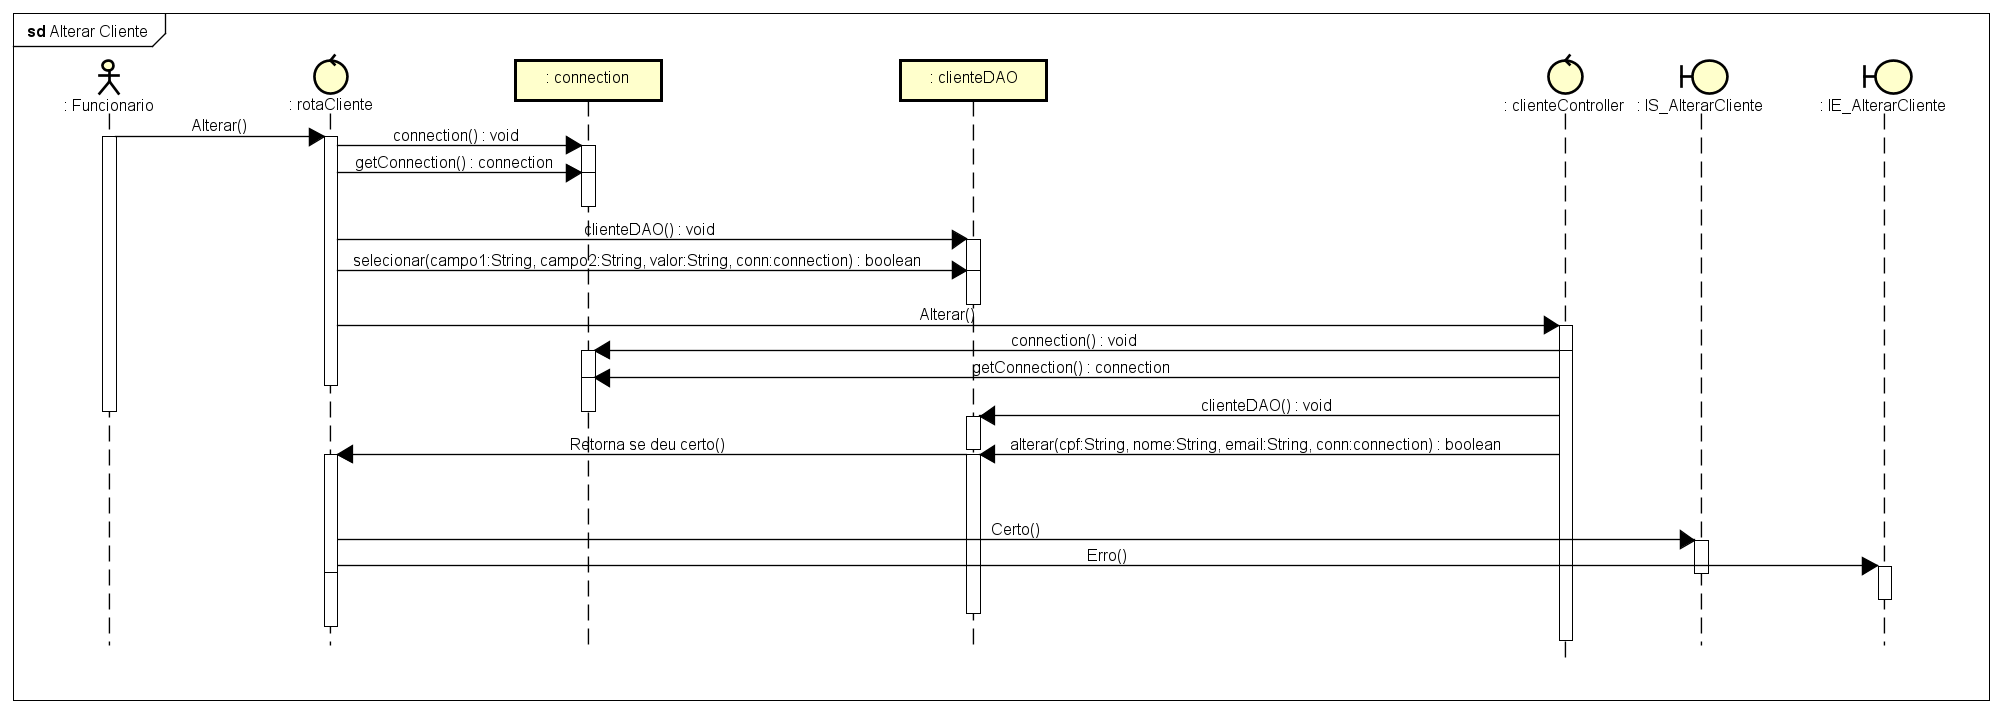 sd Alterar Cliente
: Funcionario
: rotaCliente
: connection
: clienteDAO
: clienteController
: IS_AlterarCliente
: IE_AlterarCliente
Alterar()
connection() : void
getConnection() : connection
clienteDAO() : void
selecionar(campo1:String, campo2:String, valor:String, conn:connection) : boolean
Alterar()
connection() : void
getConnection() : connection
clienteDAO() : void
Retorna se deu certo()
alterar(cpf:String, nome:String, email:String, conn:connection) : boolean
Certo()
Erro()